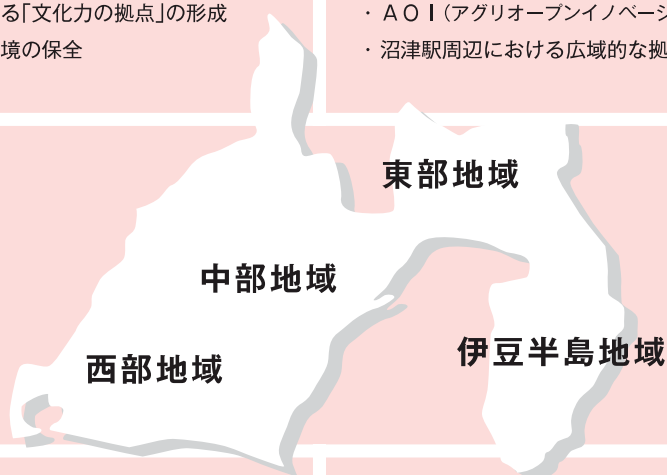 る「文化力の拠点」の形成
境の保全
・ＡＯＩ（アグリオープンイノベーシ
・沼津駅周辺における広域的な拠
東部地域
中部地域
伊豆半島地域
西部地域